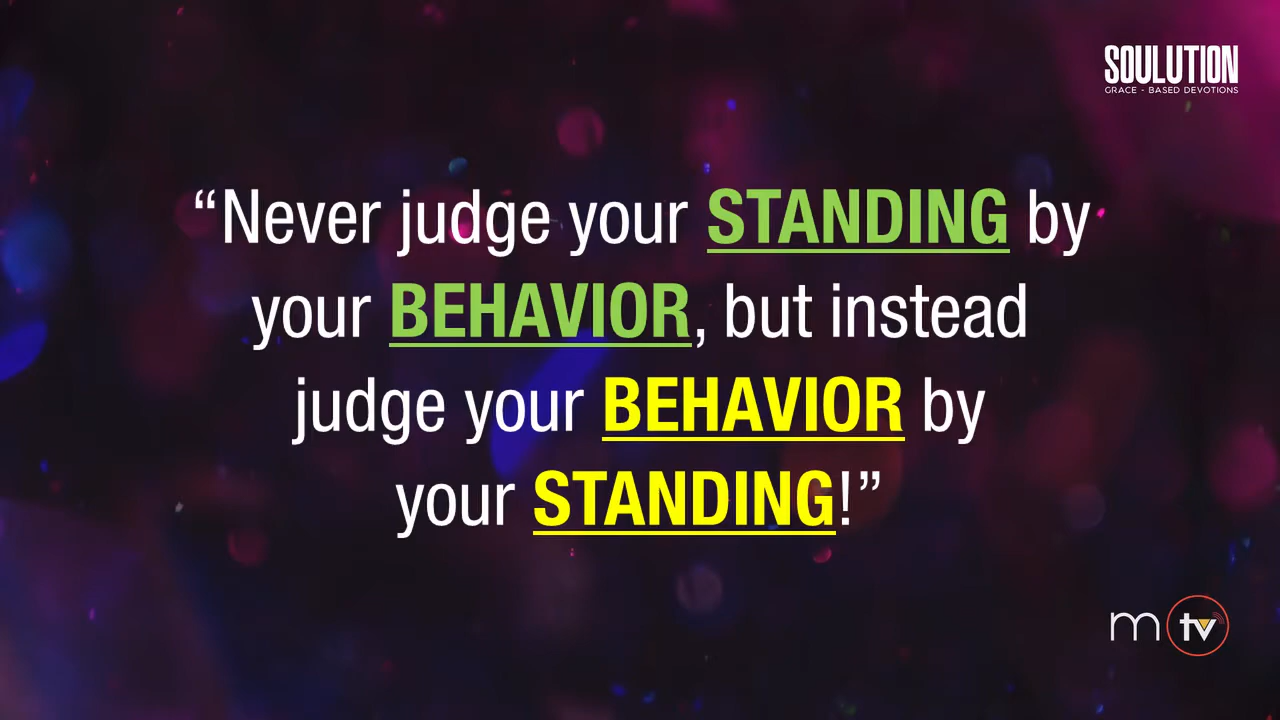 SOULUTION
GRACE - BASED DEVOTIONS
“Never judge your STANDING by
your BEHAVIOR, but instead
judge your BEHAVIOR by
your STANDING!”
m tv